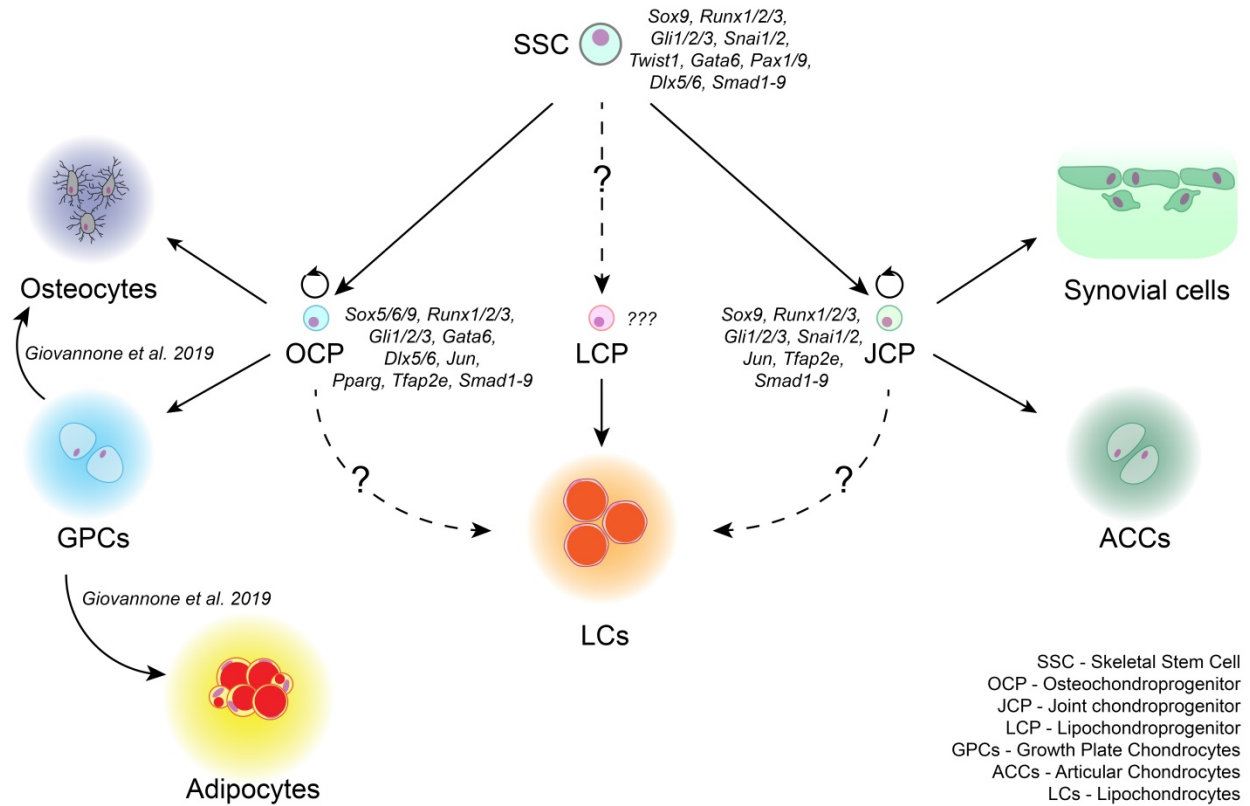 SSC
Sox9, Runx1/2/3,
Gli1/2/3, Snai1/2,
Twist1, Gata6, Pax1/9,
Dlx5/6, Smad1-9
?
Osteocytes
Synovial cells
OCP
Sox5/6/9, Runx1/2/3,
Gli1/2/3, Gata6,
Dlx5/6, Jun,
Pparg, Tfap2e, Smad1-9
LCP
???
Sox9, Runx1/2/3,
Gli1/2/3, Snai1/2,
Jun, Tfap2e,
Smad1-9
JCP
Giovannone et al. 2019
?
?
GPCs
ACCs
Giovannone et al. 2019
LCs
Adipocytes
SSC - Skeletal Stem Cell
OCP - Osteochondroprogenitor
JCP - Joint chondroprogenitor
LCP - Lipochondroprogenitor
GPCs - Growth Plate Chondrocytes
ACCs - Articular Chondrocytes
LCs - Lipochondrocytes